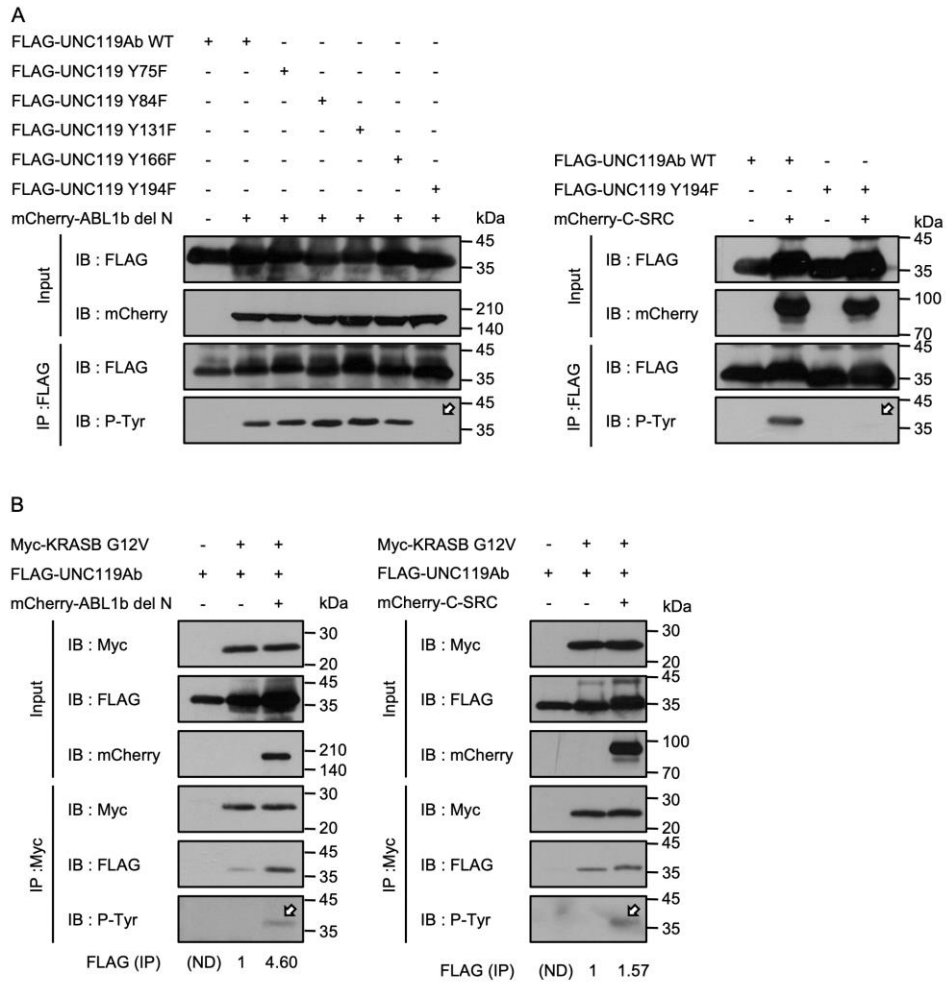 A
FLAG-UNC119Ab WT + + - - - - -
FLAG-UNC119 Y75F - - + - - - -
FLAG-UNC119 Y84F - - - + - - -
FLAG-UNC119 Y131F - - - - + - -
FLAG-UNC119 Y166F - - - - - + -
FLAG-UNC119 Y194F - - - - - - +
mCherry-ABL1b del N - + + + + + + kDa
Input
IB : FLAG 45
35
IB : mCherry 210
140
IP :FLAG
IB : FLAG 45
35
IB : P-Tyr 45
35
FLAG-UNC119Ab WT + + - -
FLAG-UNC119 Y194F - - + +
mCherry-C-SRC - + - + kDa
Input
IB : FLAG 45
35
IB : mCherry 100
70
IP :FLAG
IB : FLAG 45
35
IB : P-Tyr 45
35
B
Myc-KRASB G12V - + +
FLAG-UNC119Ab + + +
mCherry-ABL1b del N - - + kDa
Input
IB : Myc 30
20
IB : FLAG 45
35
IB : mCherry 210
140
IP :Myc
IB : Myc 30
20
IB : FLAG 45
35
IB : P-Tyr 45
35
FLAG (IP) (ND) 1 4.60
Myc-KRASB G12V - + +
FLAG-UNC119Ab + + +
mCherry-C-SRC - - + kDa
Input
IB : Myc 30
20
IB : FLAG 45
35
IB : mCherry 100
70
IP :Myc
IB : Myc 30
20
IB : FLAG 45
35
IB : P-Tyr 45
35
FLAG (IP) (ND) 1 1.57